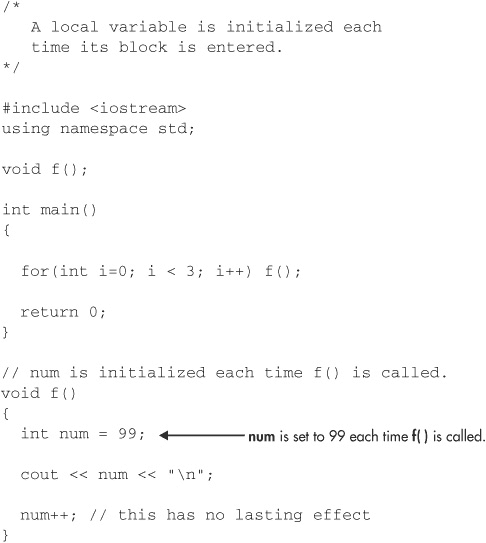 /*
   A local variable is initialized each
   time its block is entered.
*/

#include <iostream>
using namespace std;

void f();

int main()
{

  for(int i=0; i < 3; i++) f();

  return 0;
}

// num is initialized each time f() is called.
void f()
{
  int num = 99; num is set to 99 each time f( ) is called.

  cout << num << "\n";

  num++; // this has no lasting effect
}